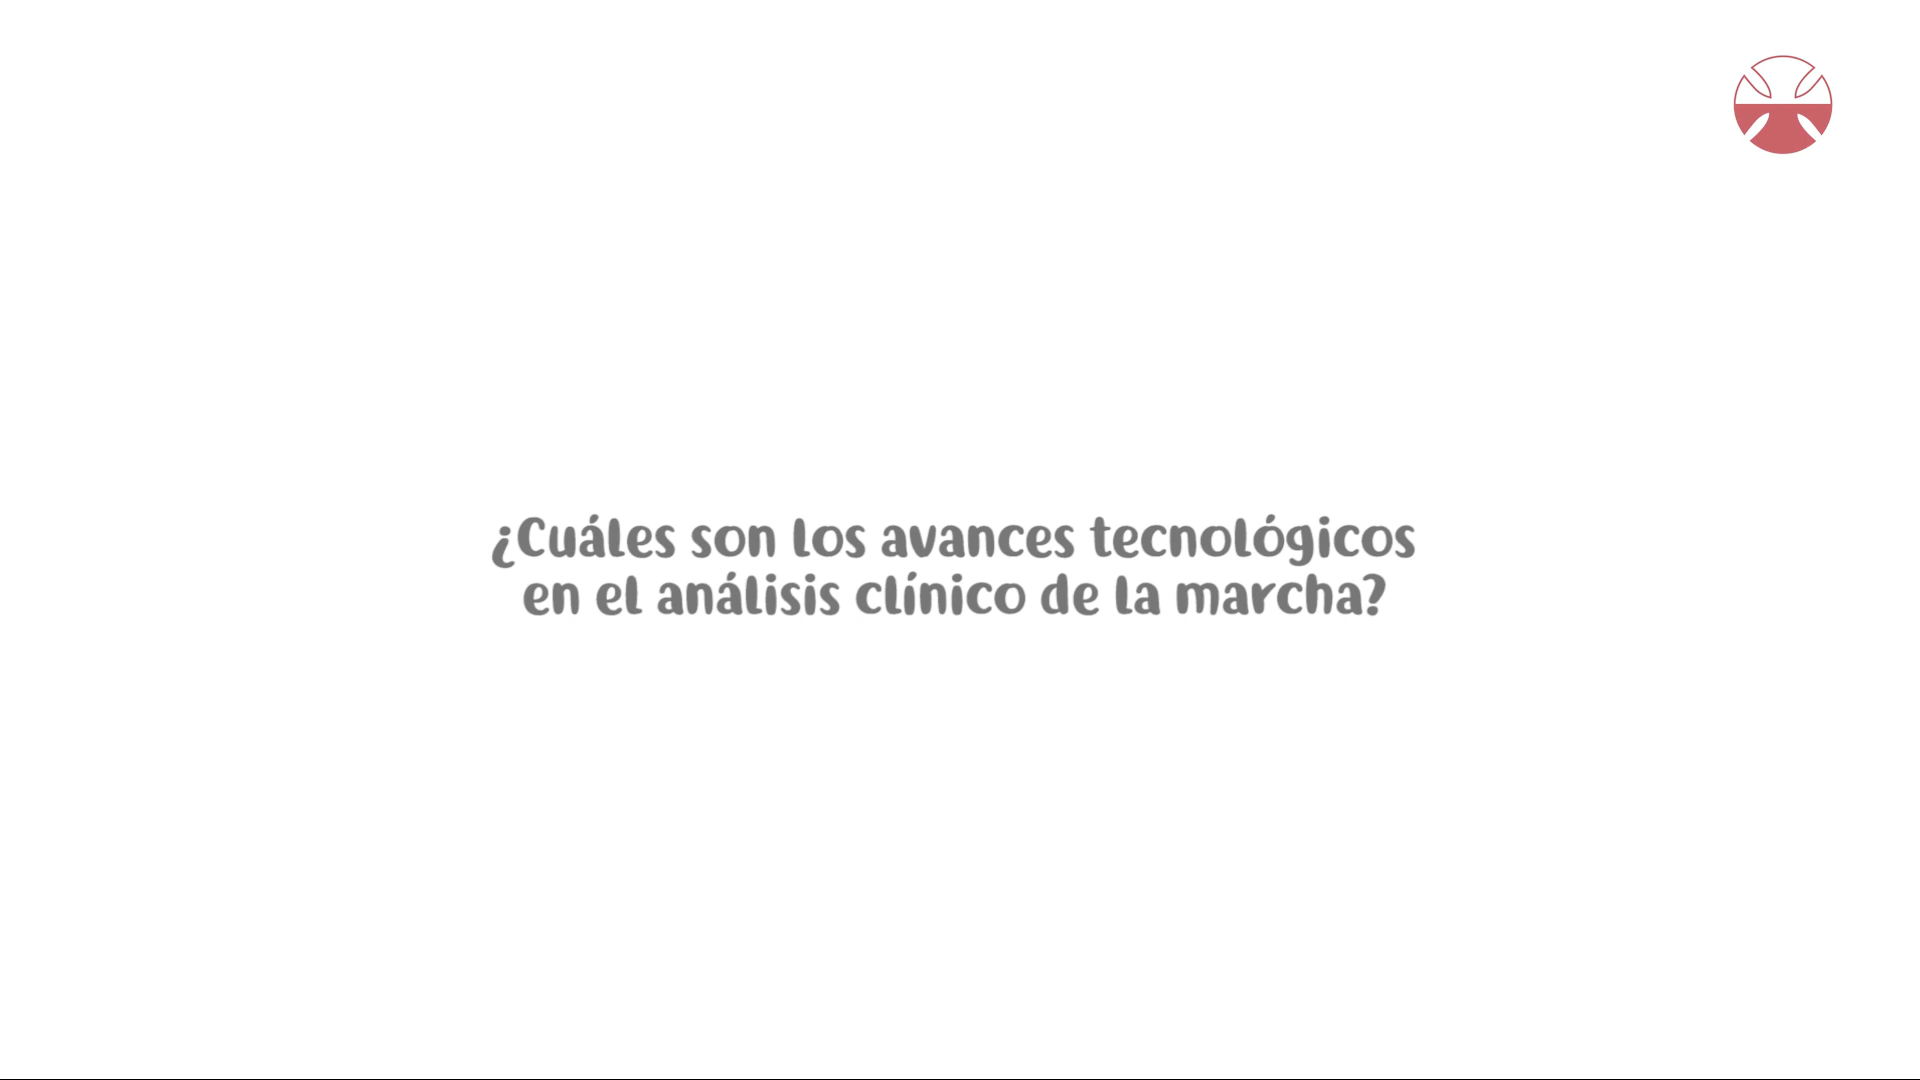 ¿Cuáles son los avances tecnológicos
en el análisis clínico de la marcha?